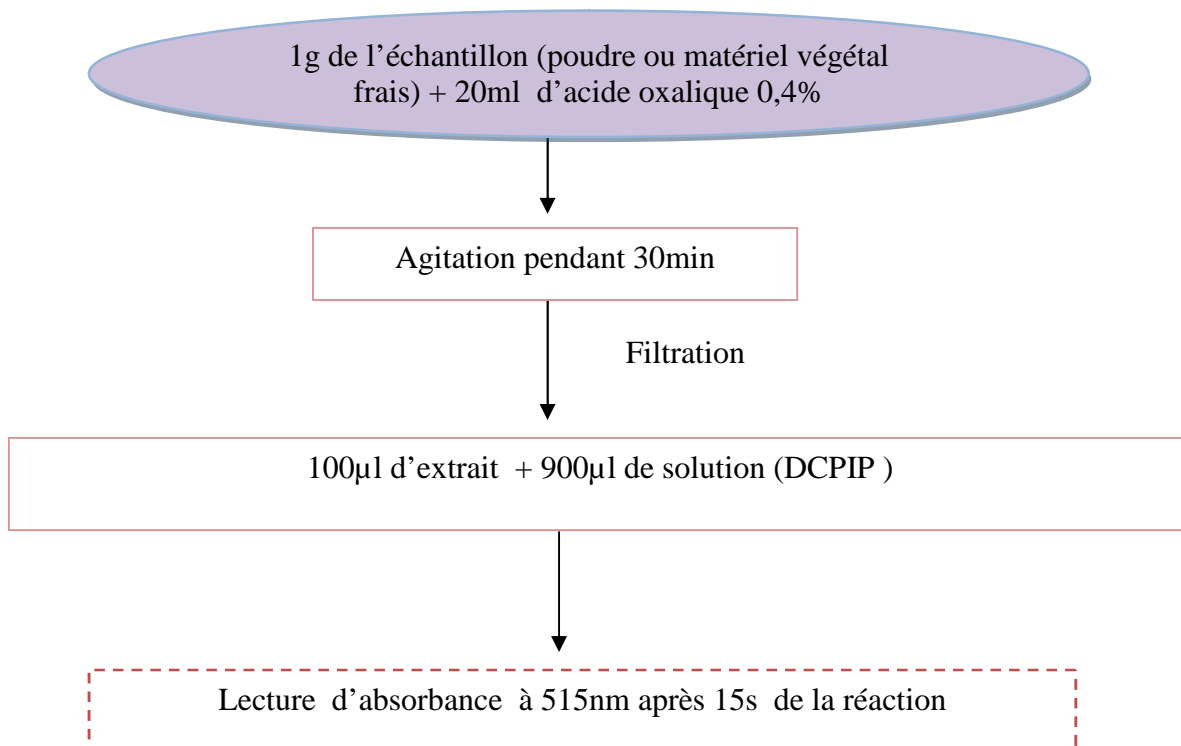 1g de l’échantillon (poudre ou matériel végétal
frais) + 20ml d’acide oxalique 0,4%
Agitation pendant 30min
Filtration
100µl d’extrait + 900µl de solution (DCPIP )
Lecture d’absorbance à 515nm après 15s de la réaction